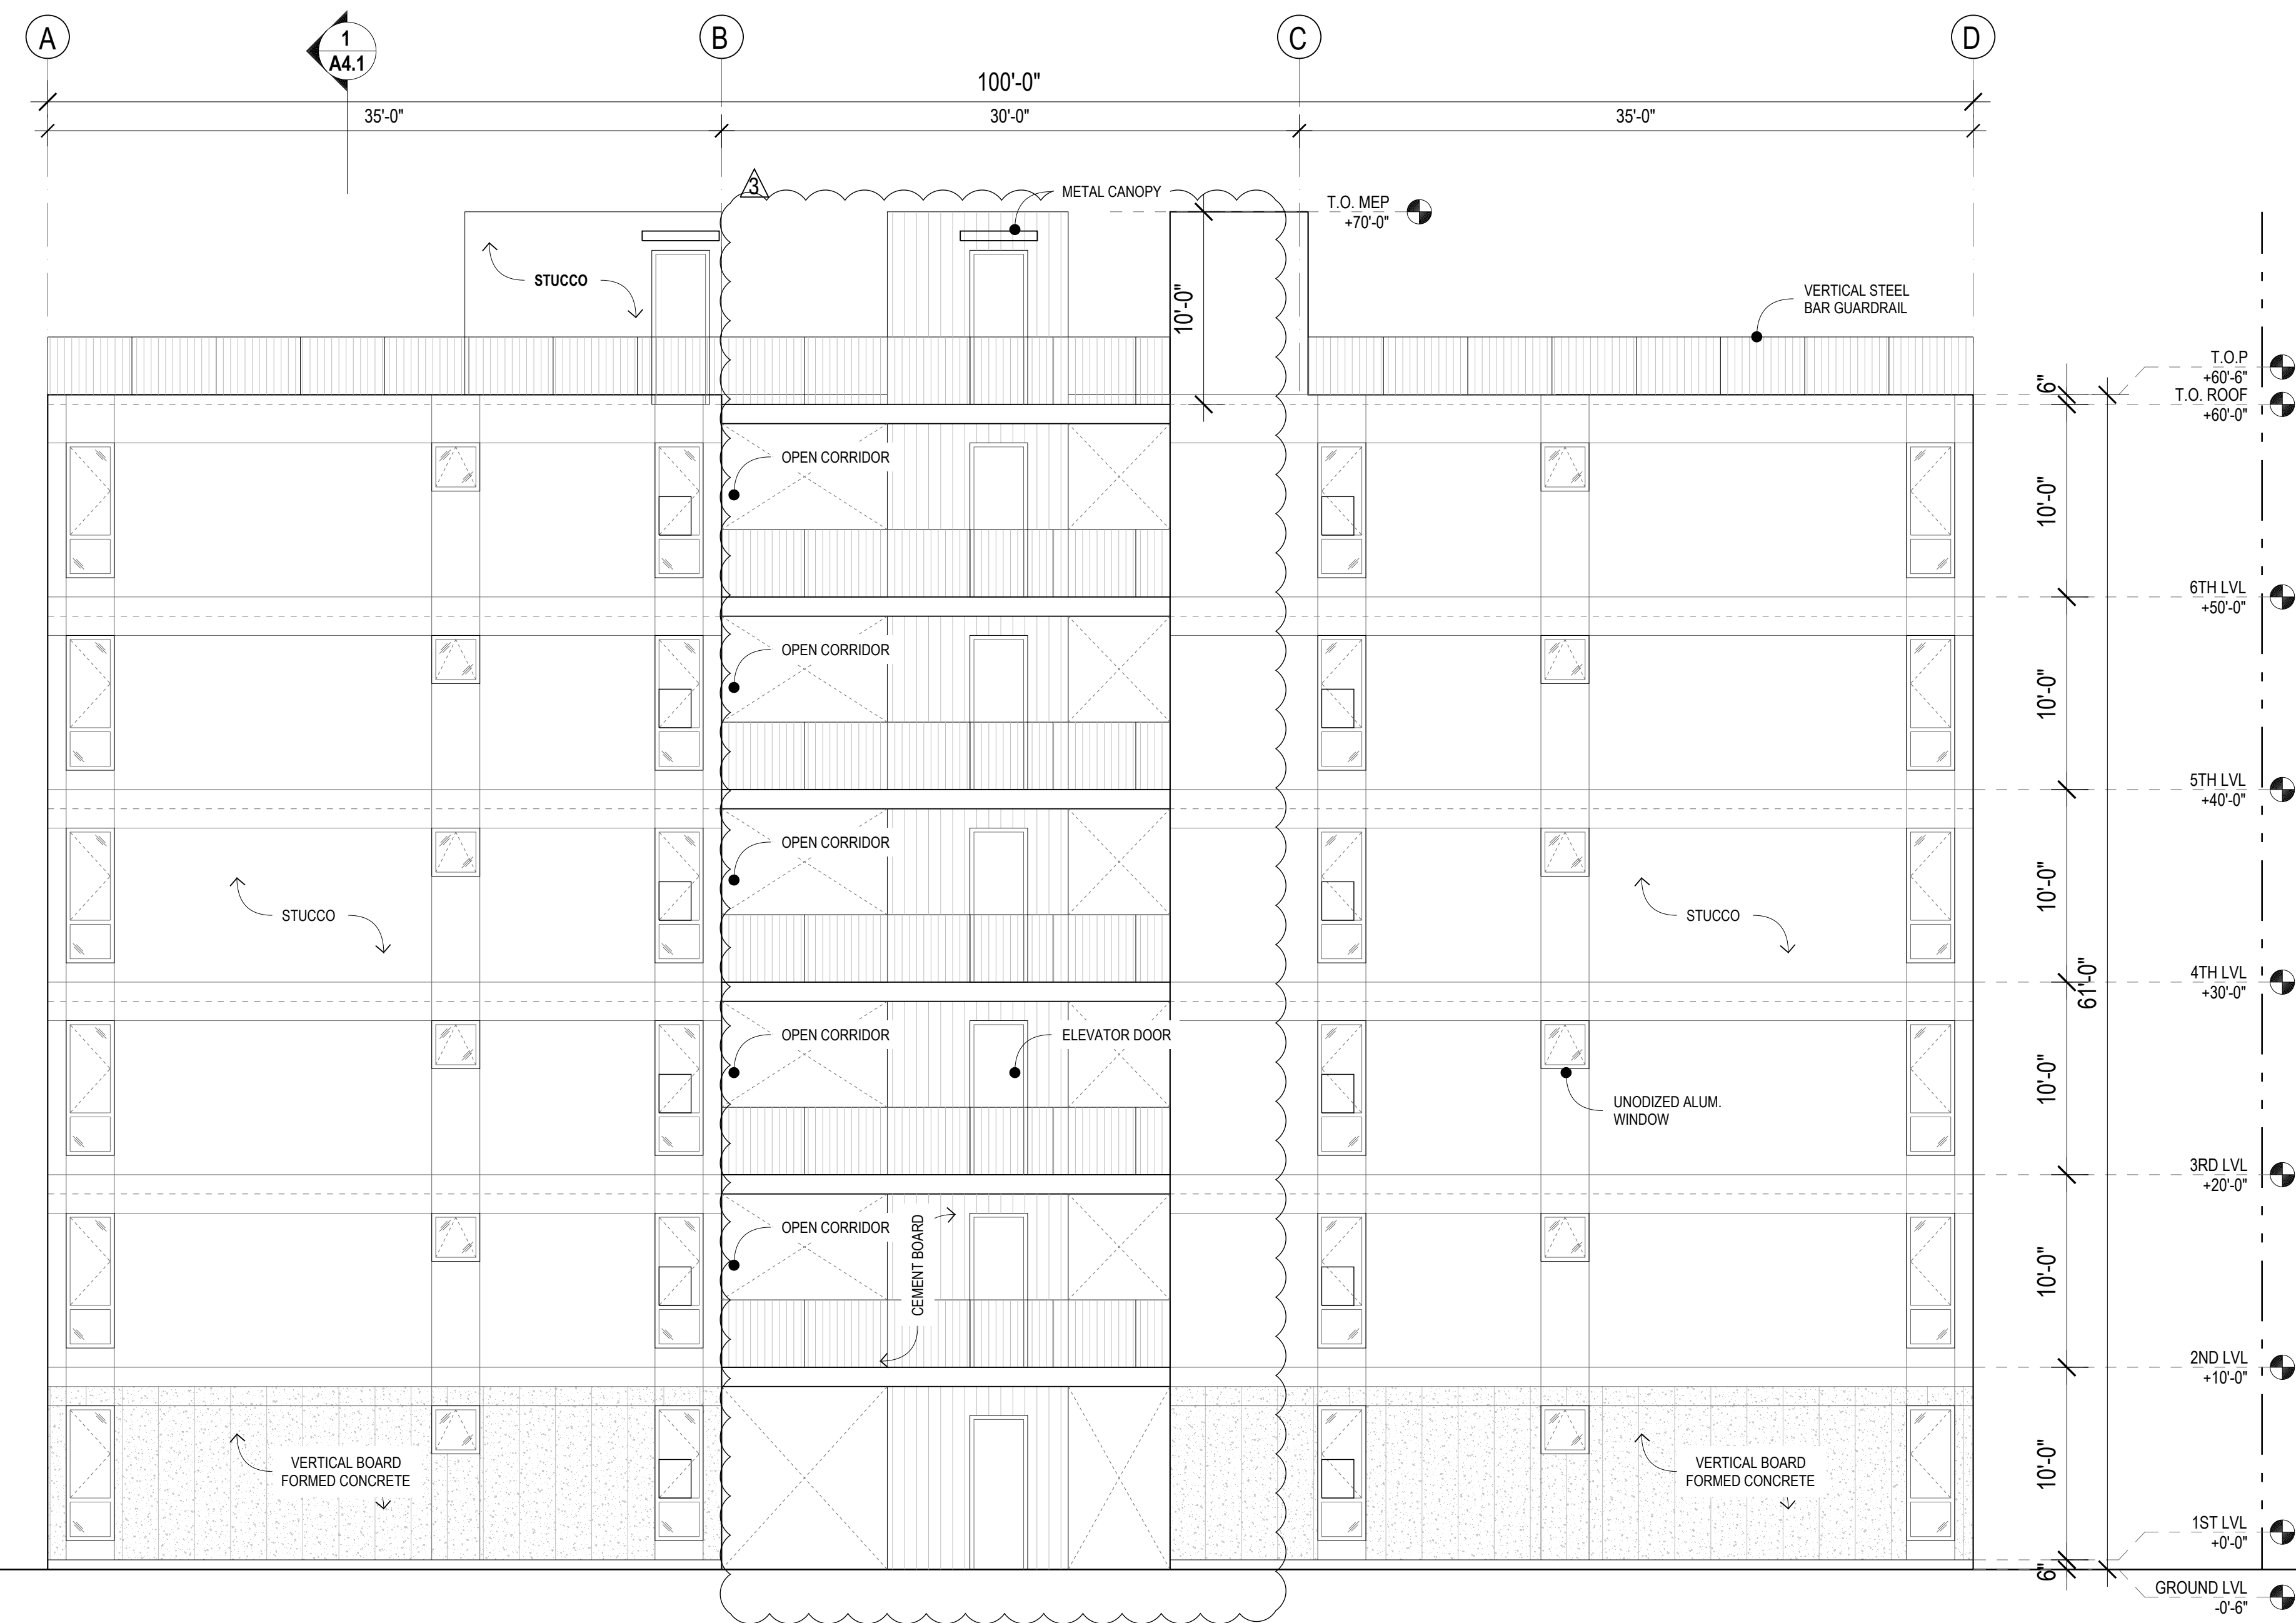 A
1
A4.1
B
C
D
100'-0"
35'-0"
30'-0"
35'-0"
3
METAL CANOPY
T.O. MEP
+70'-0"
STUCCO
10'-0"
VERTICAL STEEL
BAR GUARDRAIL
T.O.P
+60'-6"
6"
T.O. ROOF
+60'-0"
OPEN CORRIDOR
10'-0"
6TH LVL
+50'-0"
OPEN CORRIDOR
10'-0"
5TH LVL
+40'-0"
OPEN CORRIDOR
10'-0"
STUCCO
STUCCO
4TH LVL
+30'-0"
61'-0"
OPEN CORRIDOR
ELEVATOR DOOR
10'-0"
UNODIZED ALUM.
WINDOW
3RD LVL
+20'-0"
OPEN CORRIDOR
CEMENT BOARD
10'-0"
2ND LVL
+10'-0"
VERTICAL BOARD
FORMED CONCRETE
VERTICAL BOARD
FORMED CONCRETE
10'-0"
1ST LVL
+0'-0"
6"
GROUND LVL
-0'-6"